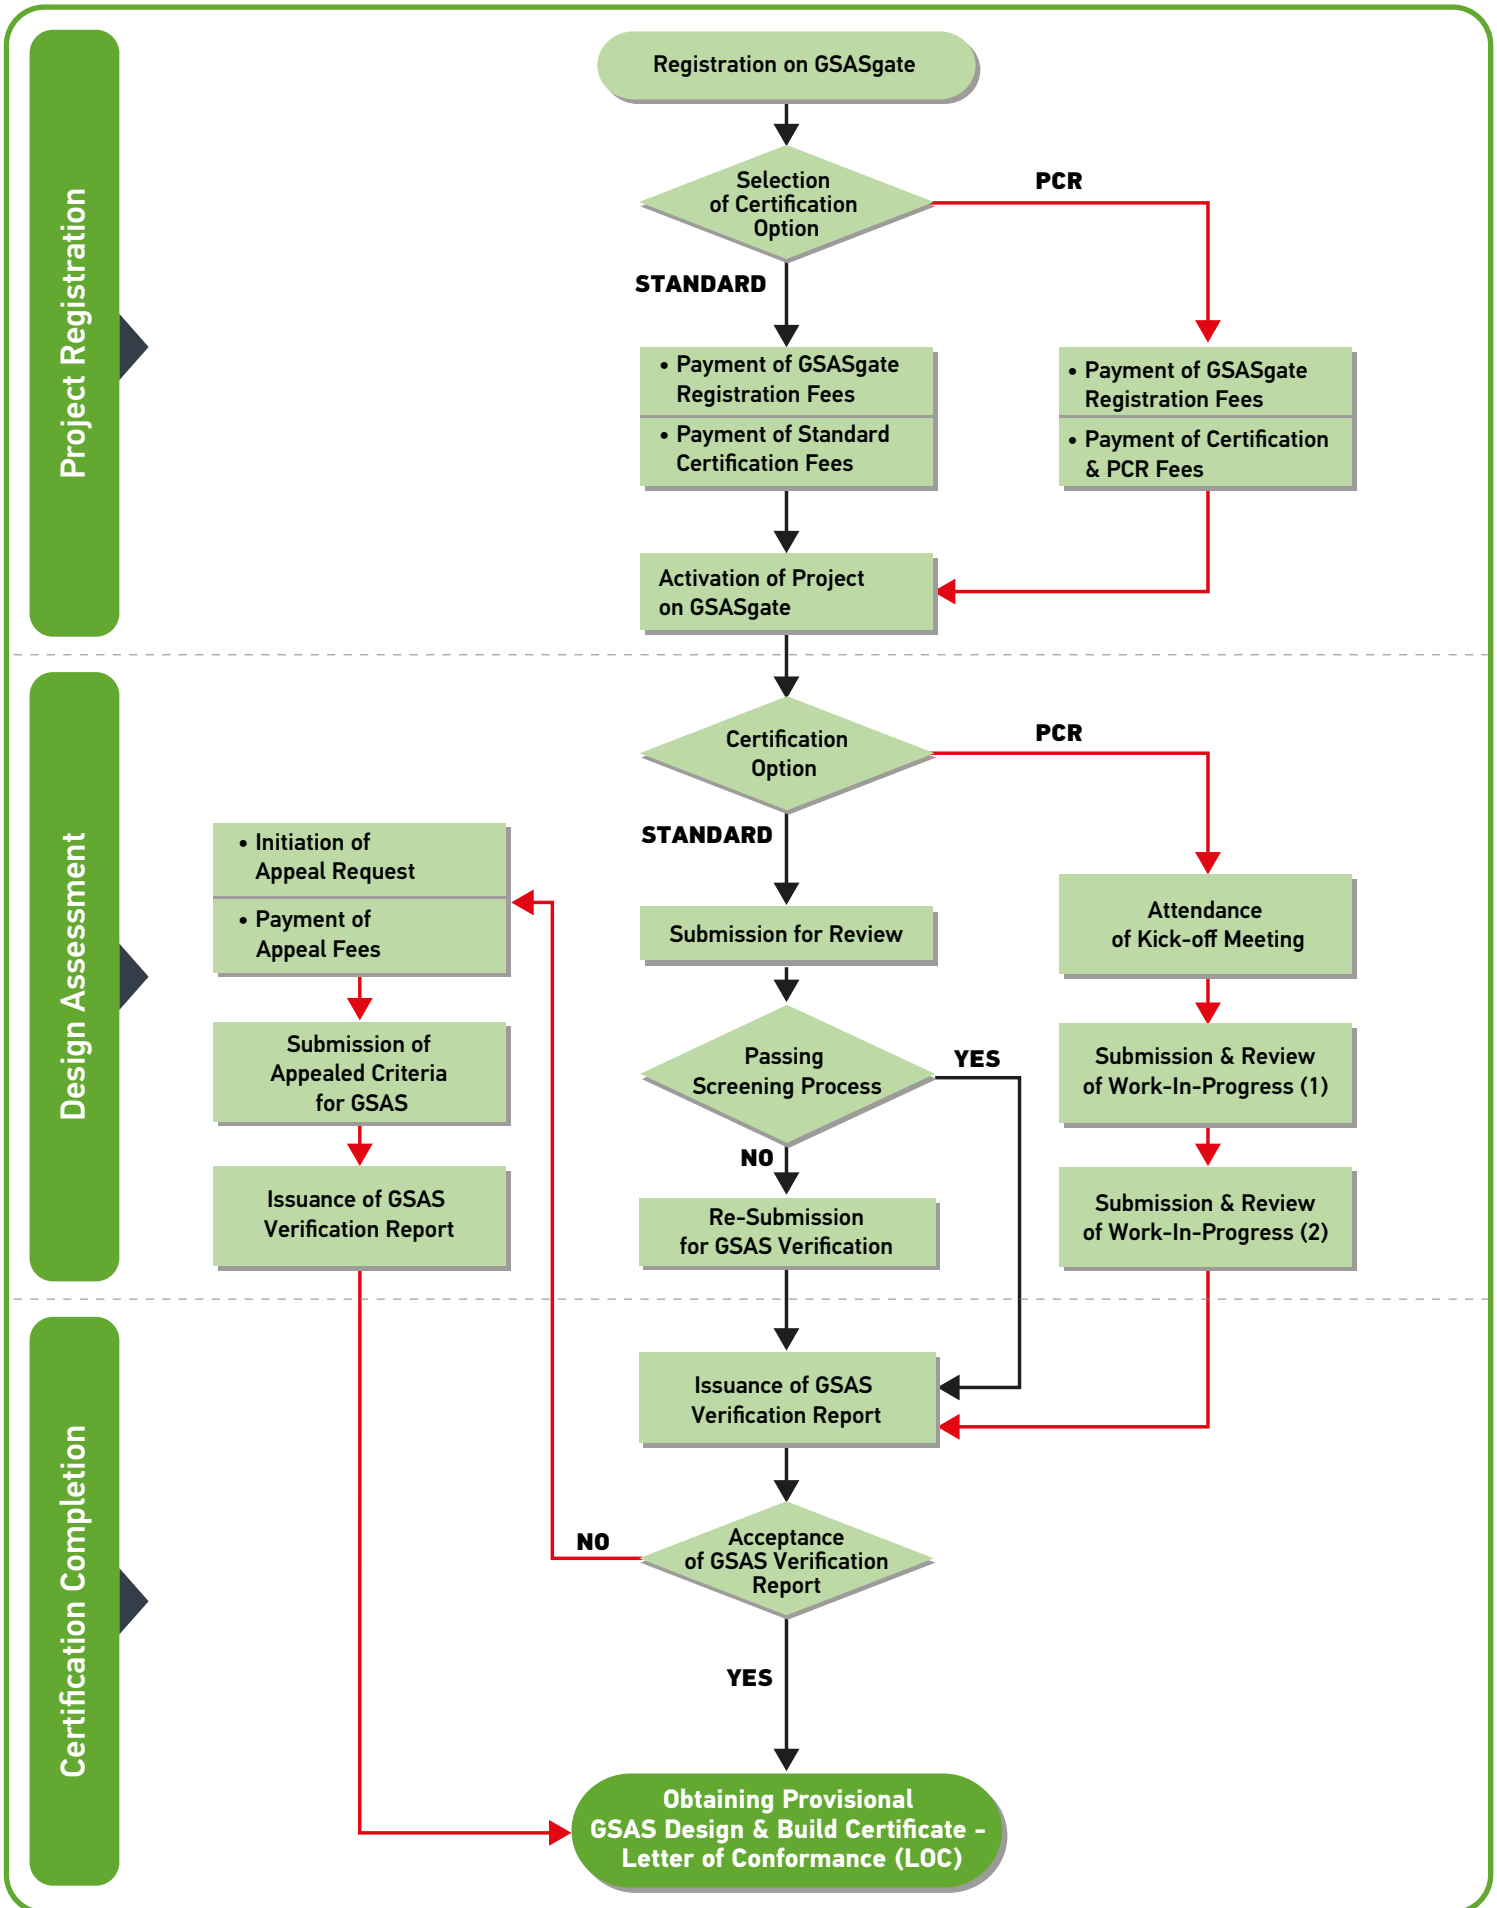 Project Registration
Registration on GSASgate
Selection
of Certification
Option
PCR
STANDARD
• Payment of GSASgate
Registration Fees
• Payment of Standard
Certification Fees
• Payment of GSASgate
Registration Fees
• Payment of Certification
& PCR Fees
Activation of Project
on GSASgate
Design Assessment
Certification
Option
PCR
STANDARD
• Initiation of
Appeal Request
• Payment of
Appeal Fees
Submission of
Appealed Criteria
for GSAS
Issuance of GSAS
Verification Report
Submission for Review
Passing
Screening Process
YES
NO
Re-Submission
for GSAS Verification
Attendance
of Kick-off Meeting
Submission & Review
of Work-In-Progress (1)
Submission & Review
of Work-In-Progress (2)
Certification Completion
Issuance of GSAS
Verification Report
Acceptance
of GSAS Verification
Report
NO
YES
Obtaining Provisional
GSAS Design & Build Certificate -
Letter of Conformance (LOC)